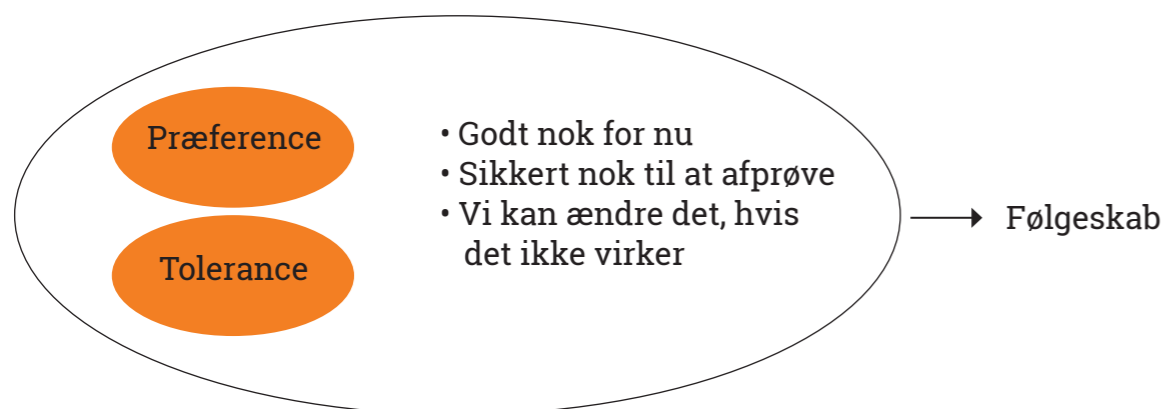 Præference
Tolerance
• Godt nok for nu
• Sikkert nok til at afprøve
• Vi kan ændre det, hvis
det ikke virker
Følgeskab